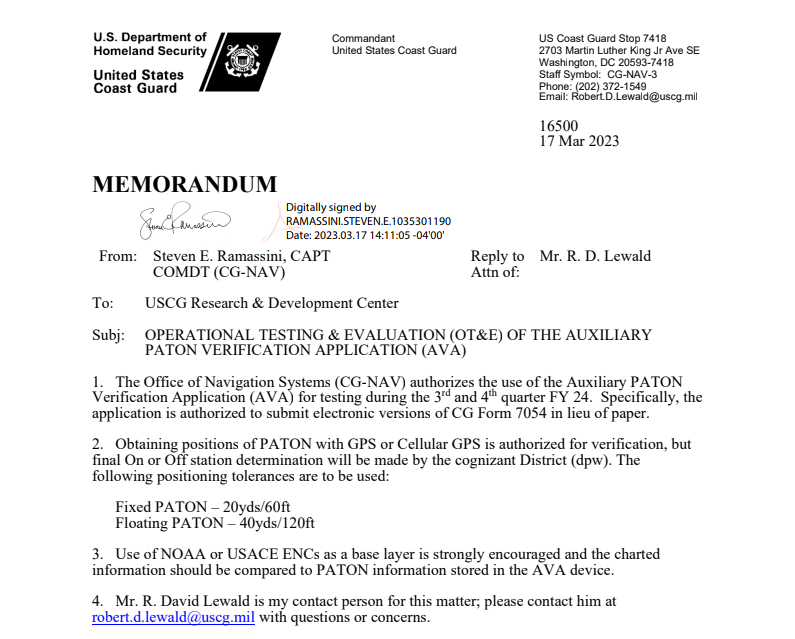 U.S. Department of
Homeland Security
United States
Coast Guard
Commandant
United States Coast Guard
US Coast Guard Stop 7418
2703 Martin Luther King Jr Ave SE
Washington, DC 20593-7418
Staff Symbol: CG-NAV-3
Phone: (202) 372-1549
Email: Robert.D.Lewald@uscg.mil
16500
17 Mar 2023
MEMORANDUM
Digitally signed by
RAMASSINI.STEVEN.E.1035301190
Date: 2023.03.17 14:11:05 -04'00'
From: Steven E. Ramassini, CAPT
COMDT (CG-NAV)
Reply to Mr. R. D. Lewald
Attn of:
To: USCG Research & Development Center
Subj: OPERATIONAL TESTING & EVALUATION (OT&E) OF THE AUXILIARY
PATON VERIFICATION APPLICATION (AVA)
1. The Office of Navigation Systems (CG-NAV) authorizes the use of the Auxiliary PATON
Verification Application (AVA) for testing during the 3rd and 4th quarter FY 24. Specifically, the
application is authorized to submit electronic versions of CG Form 7054 in lieu of paper.
2. Obtaining positions of PATON with GPS or Cellular GPS is authorized for verification, but
final On or Off station determination will be made by the cognizant District (dpw). The
following positioning tolerances are to be used:
Fixed PATON – 20yds/60ft
Floating PATON – 40yds/120ft
3. Use of NOAA or USACE ENCs as a base layer is strongly encouraged and the charted
information should be compared to PATON information stored in the AVA device.
4. Mr. R. David Lewald is my contact person for this matter; please contact him at
robert.d.lewald@uscg.mil with questions or concerns.